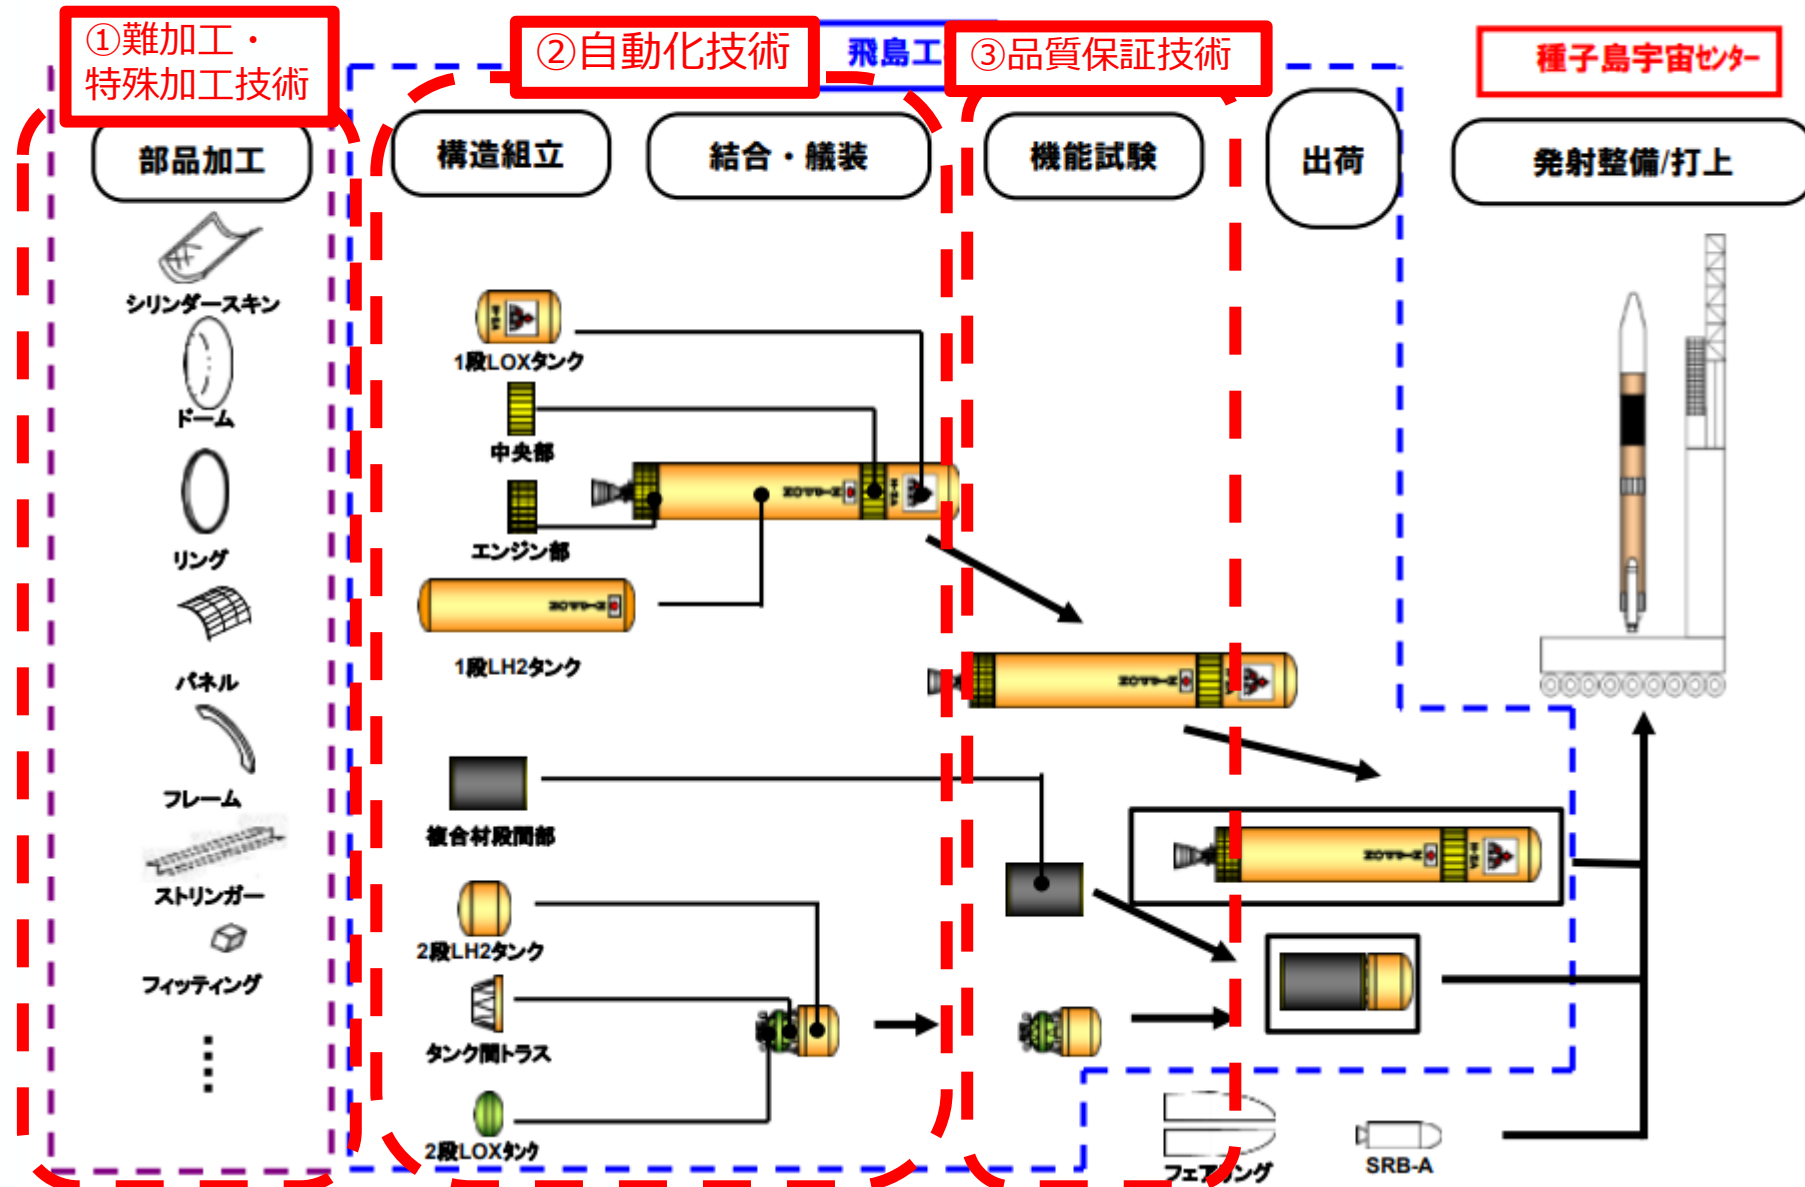 ①難加工・
特殊加工技術
②自動化技術
飛島工
③品質保証技術
種子島宇宙センター
部品加工
構造組立
結合・艤装
機能試験
出荷
発射整備/打上
シリンダースキン
ドーム
リング
パネル
フレーム
ストリンガー
フィッティング
1段LOXタンク
中央部
エンジン部
1段LH2タンク
複合材段間部
2段LH2タンク
タンク間トラス
2段LOXタンク
フェアリング
SRB-A